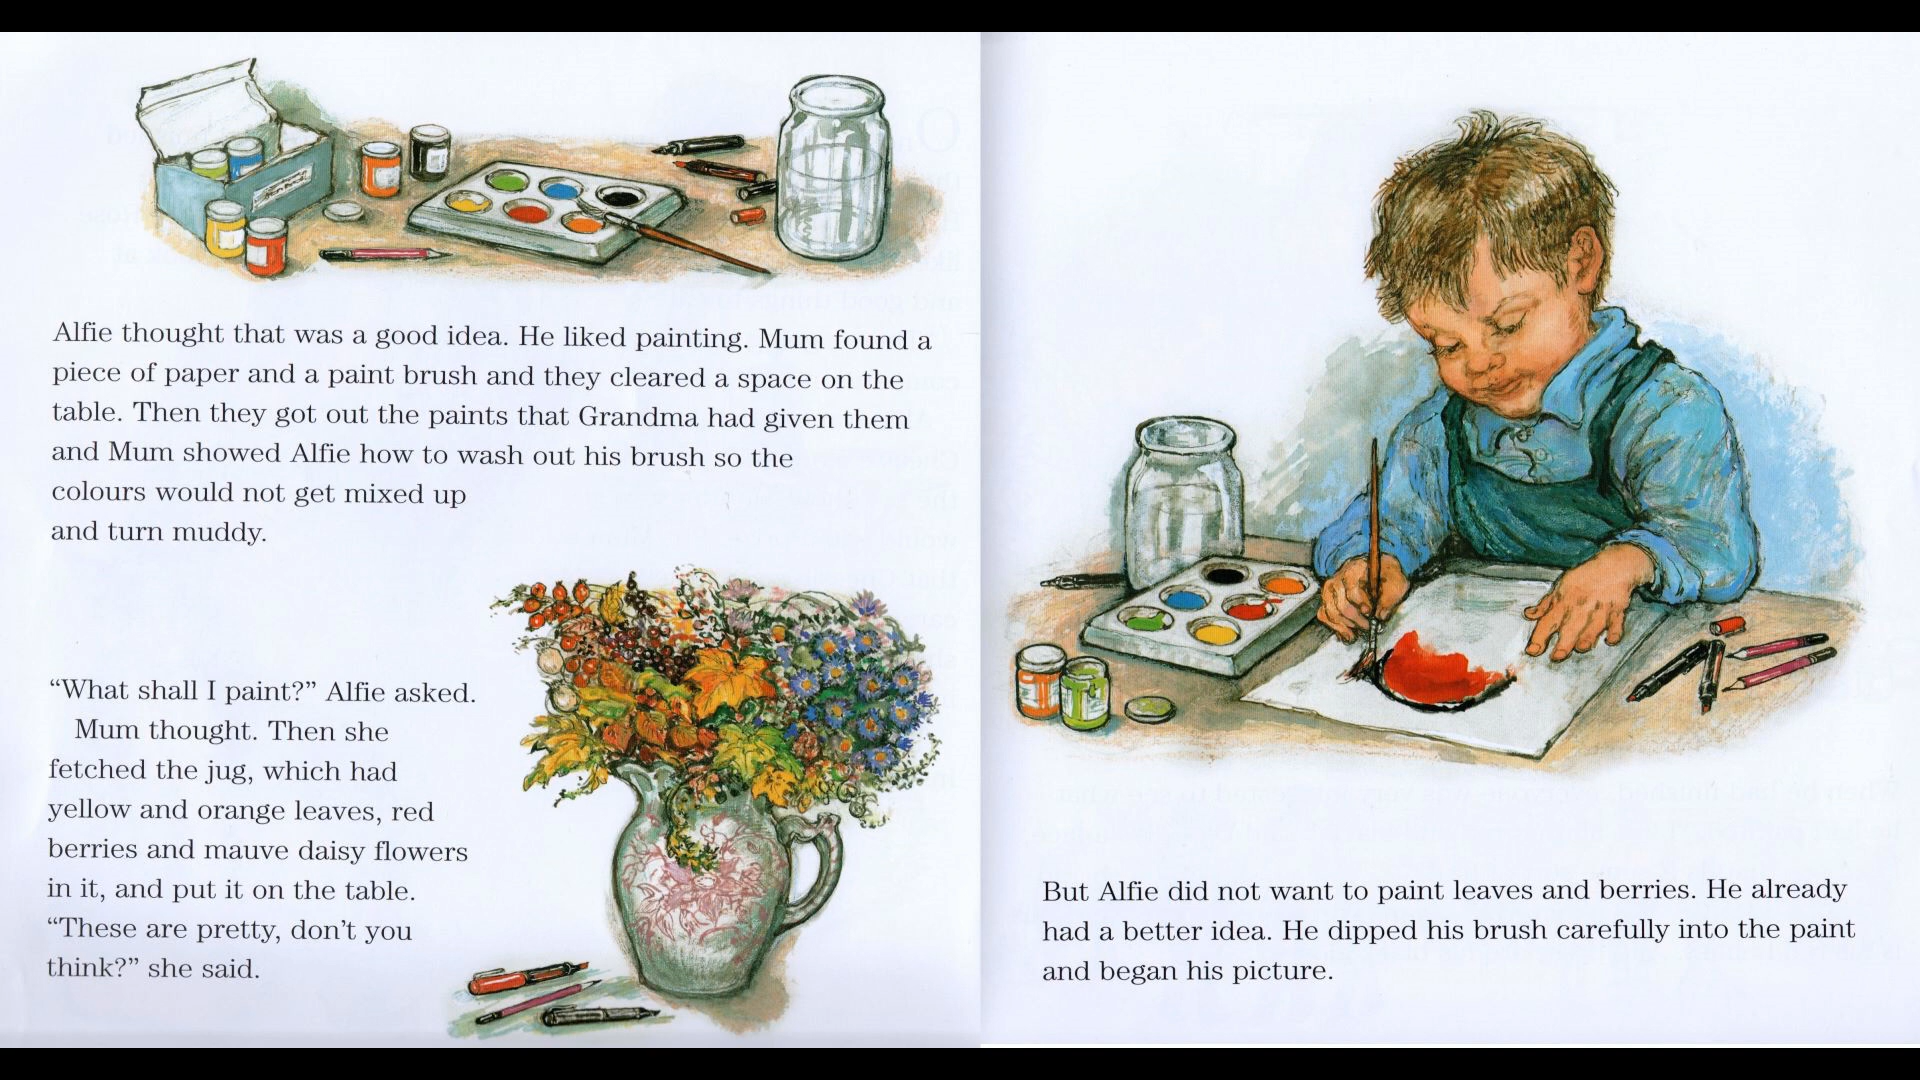 Alfie thought that was a good idea. He liked painting. Mum found a
piece of paper and a paint brush and they cleared a space on the
table. Then they got out the paints that Grandma had given them
and Mum showed Alfie how to wash out his brush so the
colours would not get mixed up
and turn muddy.
“What shall I paint?” Alfie asked.
Mum thought. Then she
fetched the jug, which had
yellow and orange leaves, red
berries and mauve daisy flowers
in it, and put it on the table.
“These are pretty, don’t you
think?” she said.
But Alfie did not want to paint leaves and berries. He already
had a better idea. He dipped his brush carefully into the paint
and began his picture.